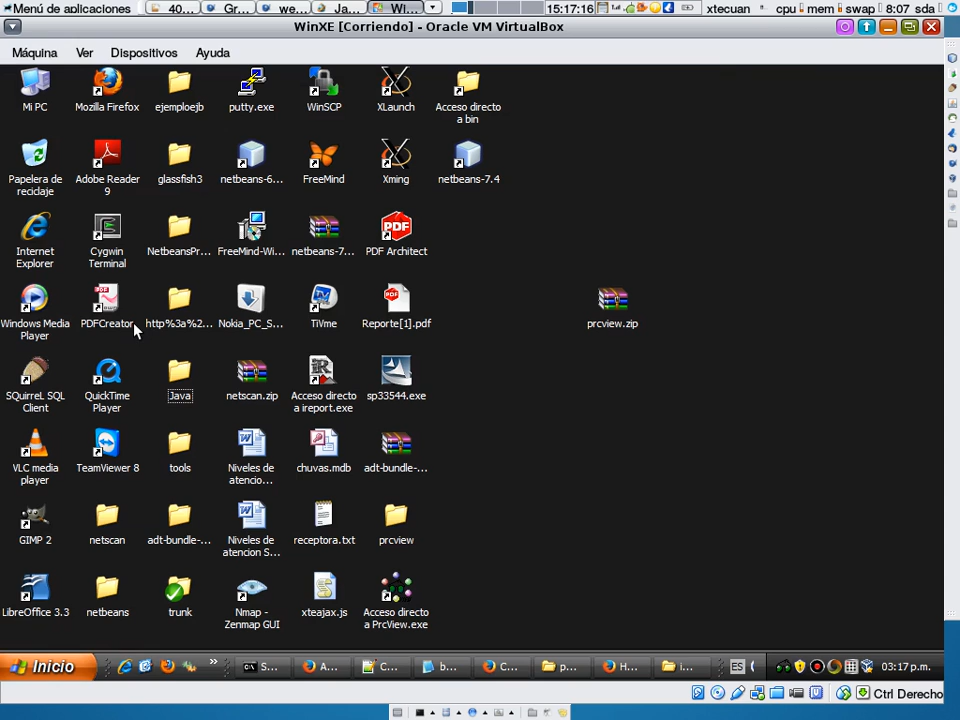 Menú de aplicaciones
40...
Gr...
we...
Ja...
Wi...
15:17:16
xtecuan
cpu
mem
swap
8:07
sda
WinXE [Corriendo] - Oracle VM VirtualBox
Máquina
Ver
Dispositivos
Ayuda
Mi PC
Mozilla Firefox
ejemploejb
putty.exe
WinSCP
XLaunch
Acceso directo
a bin
Papelera de
reciclaje
Adobe Reader
9
glassfish3
netbeans-6...
FreeMind
Xming
netbeans-7.4
Internet
Explorer
Cygwin
Terminal
NetbeansPr...
FreeMind-Wi...
netbeans-7...
PDF Architect
Windows Media
Player
PDFCreator
http%3a%2...
Nokia_PC_S...
TiVme
Reporte[1].pdf
prcview.zip
SQuirreL SQL
Client
QuickTime
Player
Java
netscan.zip
Acceso directo
a ireport.exe
sp33544.exe
VLC media
player
TeamViewer 8
tools
Niveles de
atencio...
chuvas.mdb
adt-bundle-...
GIMP 2
netscan
adt-bundle-...
Niveles de
atencion S...
receptora.txt
prcview
LibreOffice 3.3
netbeans
trunk
Nmap -
Zenmap GUI
xteajax.js
Acceso directo
a PrcView.exe
Inicio
S...
A...
C...
b...
C...
p...
H...
i...
ES
03:17 p.m.
Ctrl Derecho